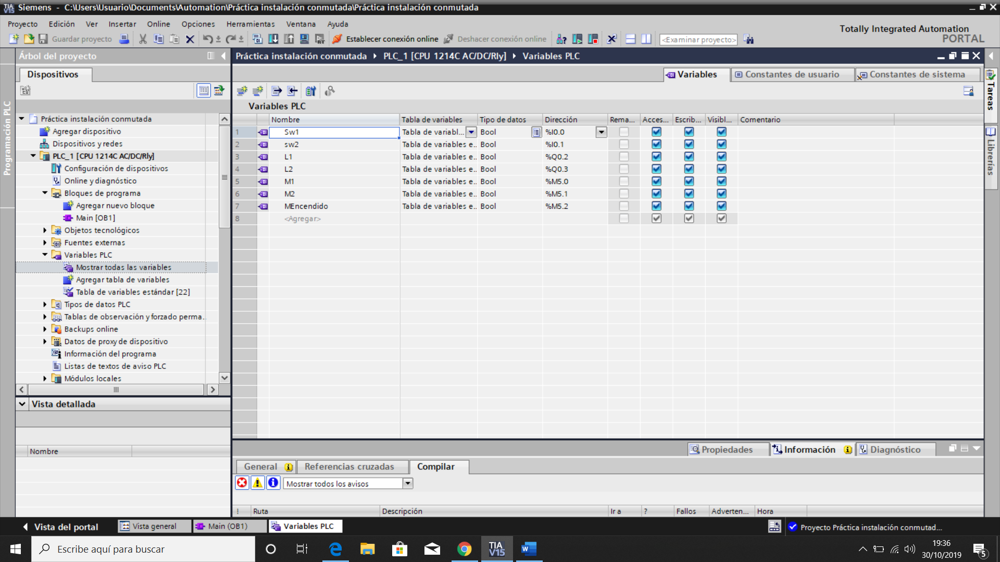 Siemens - C:\Users\Usuario\Documents\Automation\Práctica instalación conmutada\Práctica instalación conmutada
Proyecto Edición Ver Insertar Online Opciones Herramientas Ventana Ayuda
Totally Integrated Automation
PORTAL
Guardar proyecto Establecer conexión online Deshacer conexión online <Examinar proyecto>
Árbol del proyecto
Práctica instalación conmutada PLC_1 [CPU 1214C AC/DC/Rly] Variables PLC
Dispositivos
Variables Constantes de usuario Constantes de sistema
Programación PLC
Tareas
Librerías
Variables PLC
Nombre Tabla de variables Tipo de datos Dirección Rema... Acces... Escrib... Visibl... Comentario
1 Sw1 Tabla de variabl... Bool %I0.0
2 sw2 Tabla de variables e.. Bool %I0.1
3 L1 Tabla de variables e.. Bool %Q0.2
4 L2 Tabla de variables e.. Bool %Q0.3
5 M1 Tabla de variables e.. Bool %M5.0
6 M2 Tabla de variables e.. Bool %M5.1
7 MEncendido Tabla de variables e.. Bool %M5.2
8 <Agregar>
Práctica instalación conmutada
Agregar dispositivo
Dispositivos y redes
PLC_1 [CPU 1214C AC/DC/Rly]
Configuración de dispositivos
Online y diagnóstico
Bloques de programa
Agregar nuevo bloque
Main [OB1]
Objetos tecnológicos
Fuentes externas
Variables PLC
Mostrar todas las variables
Agregar tabla de variables
Tabla de variables estándar [22]
Tipos de datos PLC
Tablas de observación y forzado perma..
Backups online
Datos de proxy de dispositivo
Información del programa
Listas de textos de aviso PLC
Módulos locales
Vista detallada
Nombre
Propiedades Información Diagnóstico
General Referencias cruzadas Compilar
Mostrar todos los avisos
! Ruta Descripción Ir a ? Fallos Adverten... Hora
Vista del portal Vista general Main (OB1) Variables PLC
Proyecto Práctica instalación conmutad...
Escribe aquí para buscar
TIA
V15
19:36
30/10/2019
5